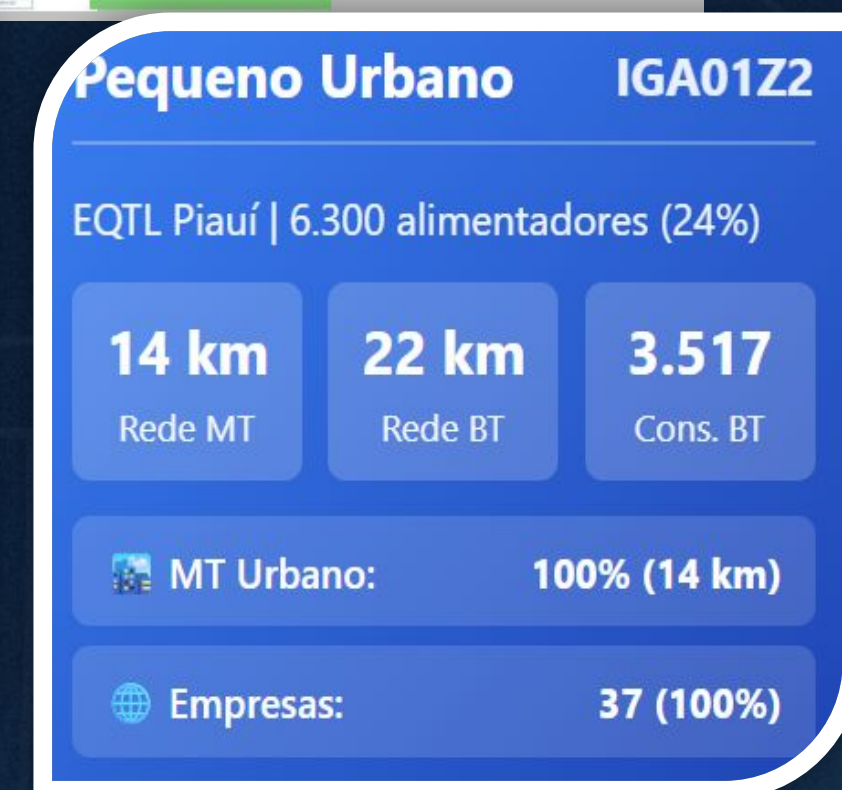 Pequeno Urbano IGA01Z2
EQTL Piauí | 6.300 alimentadores (24%)
14 km 22 km 3.517
Rede MT Rede BT Cons. BT
MT Urbano: 100% (14 km)
Empresas: 37 (100%)